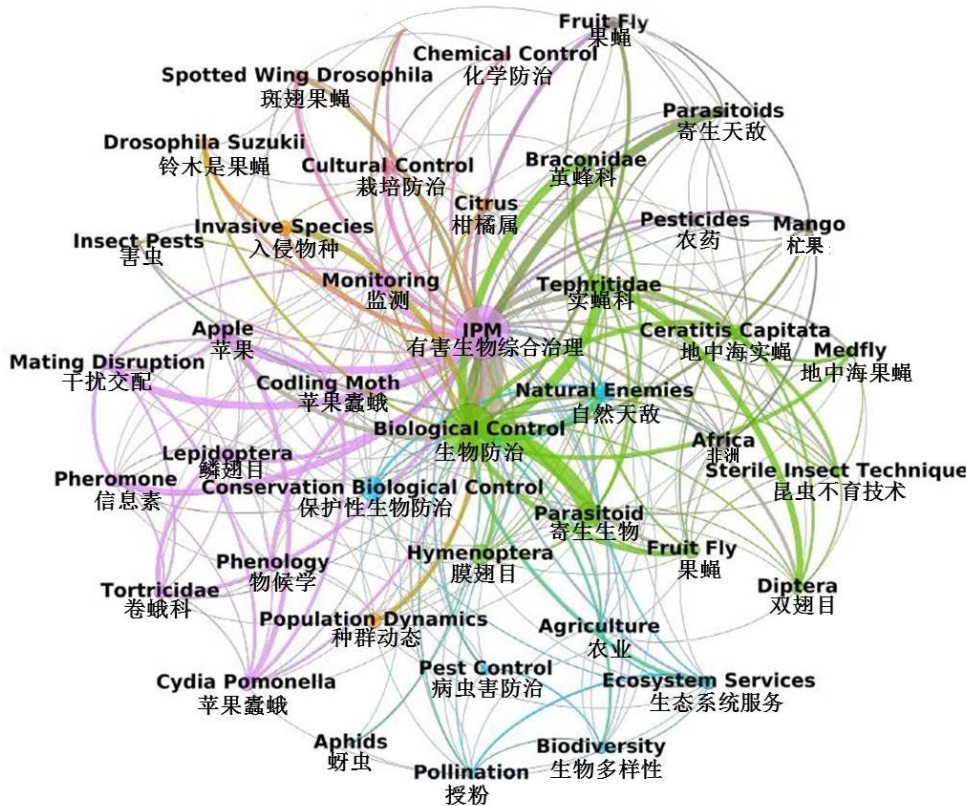 Fruit Fly
果蝇
Chemical Control
化学防治
Spotted Wing Drosophila
斑翅果蝇
Parasitoids
寄生天敌
Drosophila Suzukii
铃木是果蝇
Cultural Control
栽培防治
Braconidae
茧蜂科
Citrus
柑橘属
Pesticides
农药
Mango
杧果
Invasive Species
入侵物种
Insect Pests
害虫
Monitoring
监测
Tephritidae
实蝇科
IPM
有害生物综合治理
Apple
苹果
Ceratitis Capitata
地中海实蝇
Medfly
地中海果蝇
Mating Disruption
干扰交配
Codling Moth
苹果蠹蛾
Natural Enemies
自然天敌
Biological Control
生物防治
Africa
非洲
Lepidoptera
鳞翅目
Sterile Insect Technique
昆虫不育技术
Pheromone
信息素
Conservation Biological Control
保护性生物防治
Parasitoid
寄生生物
Phenology
物候学
Hymenoptera
膜翅目
Fruit Fly
果蝇
Tortricidae
卷蛾科
Diptera
双翅目
Population Dynamics
种群动态
Agriculture
农业
Pest Control
病虫害防治
Cydia Pomonella
苹果蠹蛾
Ecosystem Services
生态系统服务
Aphids
蚜虫
Biodiversity
生物多样性
Pollination
授粉